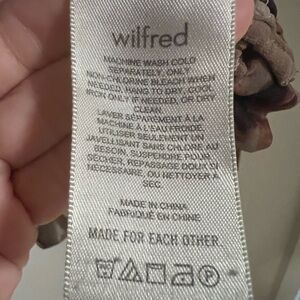 wilfred
MACHINE WASH COLD
SEPARATELY, ONLY
NON-CHLORINE BLEACH WHEN
NEEDED, HANG TO DRY, COOL
IRON ONLY IF NEEDED, OR DRY
CLEAN
LAVER SÉPARÉMENT À LA
MACHINE À L'EAU FROIDE.
UTILISER SEULEMENT UN
JAVELLISANT SANS CHLORE AU
BESOIN. SUSPENDRE POUR
SÉCHER, REPASSAGE DOUX SI
NÉCESSAIRE, OU NETTOYER À
SEC.
MADE IN CHINA
FABRIQUÉ EN CHINE
MADE FOR EACH OTHER.
P